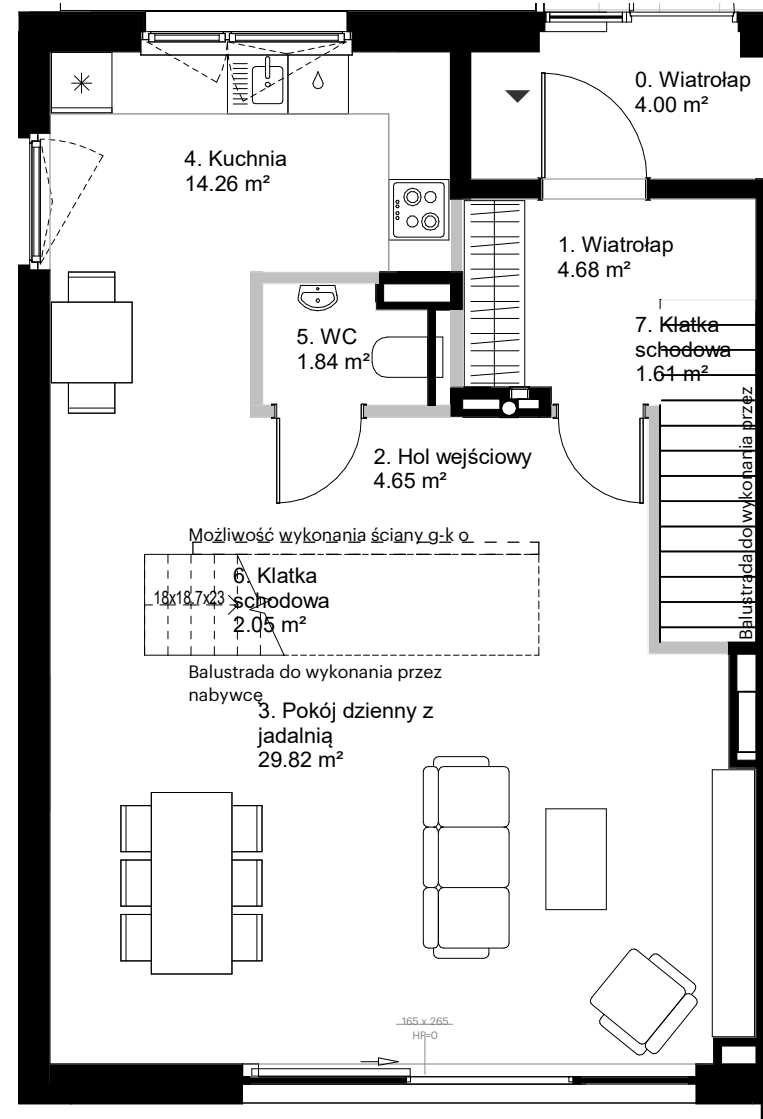 0. Wiatrołap
4.00 m²
4. Kuchnia
14.26 m²
1. Wiatrołap
4.68 m²
7. Klatka
schodowa
1.61 m²
5. WC
1.84 m²
2. Hol wejściowy
4.65 m²
Balustrada do wykonania przez
Możliwość wykonania ściany g-k o
6. Klatka
schodowa
2.05 m²
18x18,7x23
Balustrada do wykonania przez
nabywcę
3. Pokój dzienny z
jadalnią
29.82 m²
165 x 265
HP=0